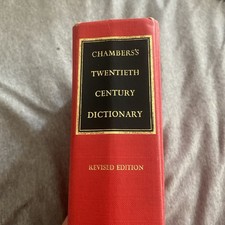 CHAMBERS'S
TWENTIETH
CENTURY
DICTIONARY
REVISED EDITION